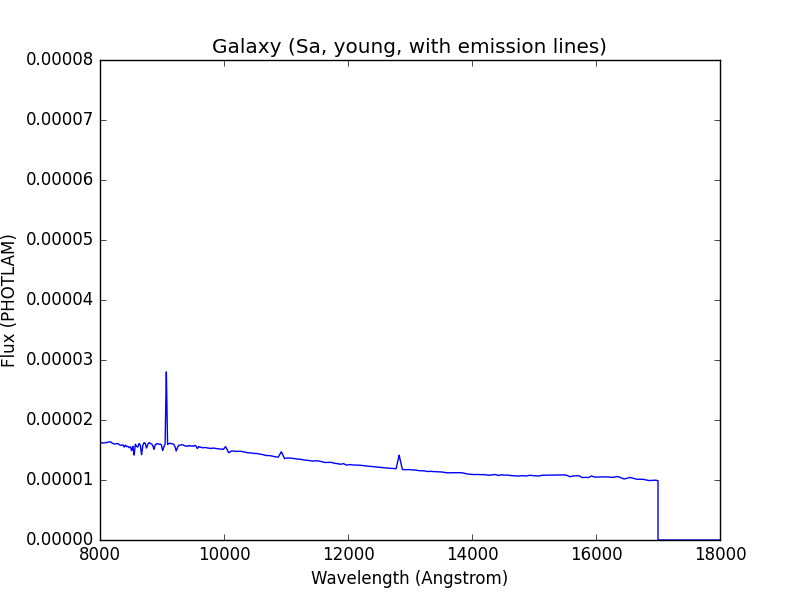 Galaxy (Sa, young, with emission lines)
0.00008
0.00007
0.00006
0.00005
0.00004
0.00003
0.00002
0.00001
0.00000
Flux (PHOTLAM)
8000 10000 12000 14000 16000 18000
Wavelength (Angstrom)